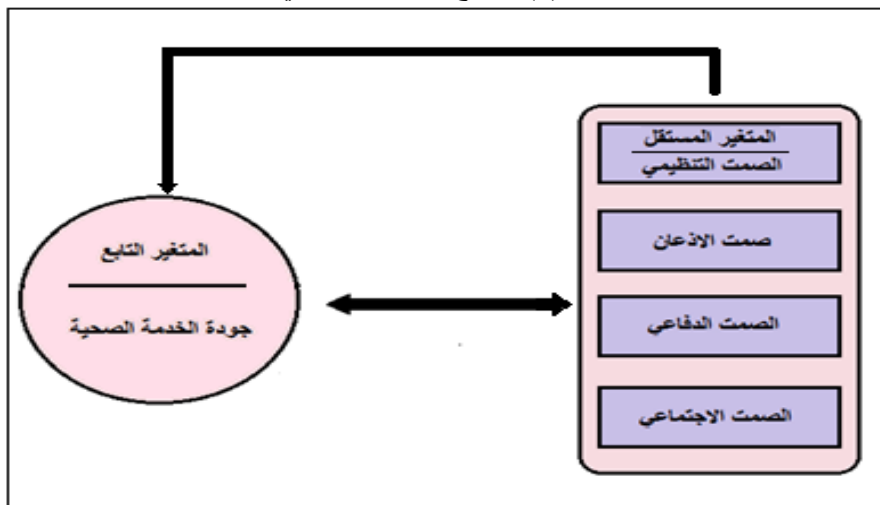 المتغير المستقل
الصمت التنظيمي
صمت الاذعان
الصمت الدفاعي
الصمت الاجتماعي
المتغير التابع
جودة الخدمة الصحية